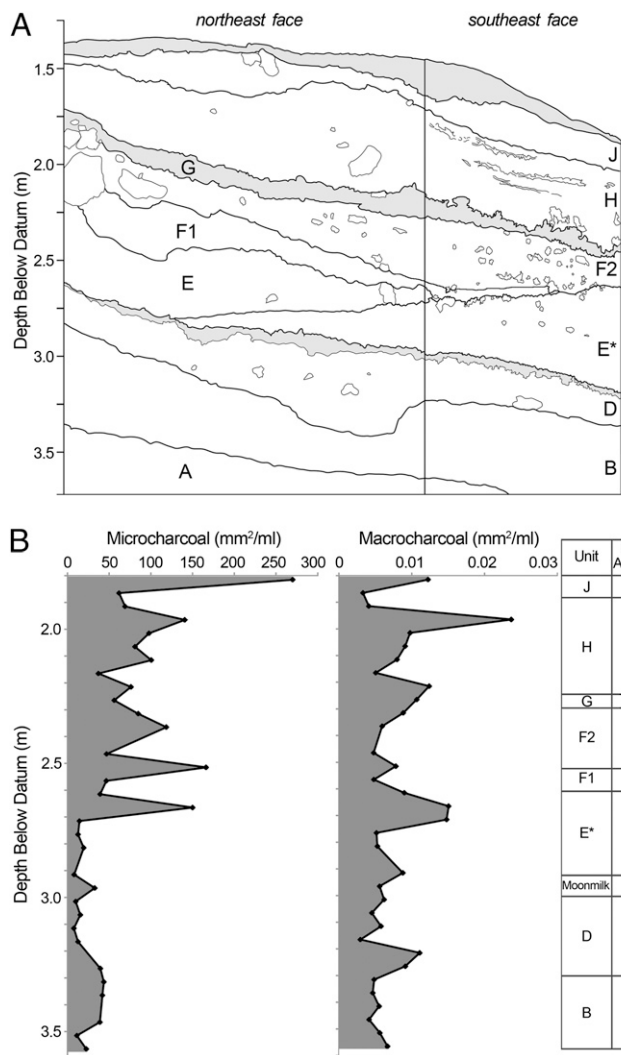 A
northeast face
southeast face
Depth Below Datum (m)
1.5
2.0
2.5
3.0
3.5
J
G
H
F1
F2
E
E*
D
A
B
B
Microcharcoal (mm²/ml)
0 50 100 150 200 250 300
Macrocharcoal (mm²/ml)
0 0.01 0.02 0.03
Depth Below Datum (m)
2.0
2.5
3.0
3.5
Unit
A
J
H
G
F2
F1
E*
Moonmilk
D
B